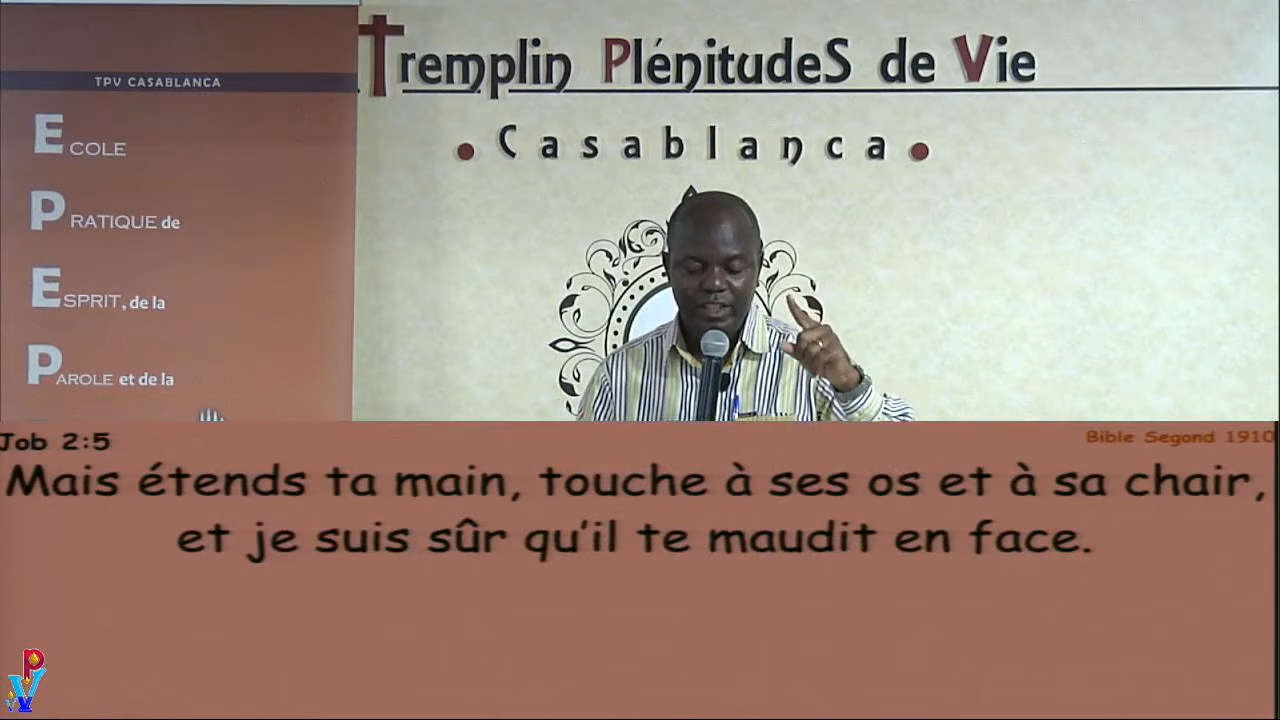 TPV CASABLANCA
ECOLE
PRATIQUE de
ESPRIT, de la
PAROLE et de la
Tremplin PlénitudeS de Vie
• Casablanca •
Job 2:5
Bible Segond 1910
Mais étends ta main, touche à ses os et à sa chair,
et je suis sûr qu'il te maudit en face.
PV